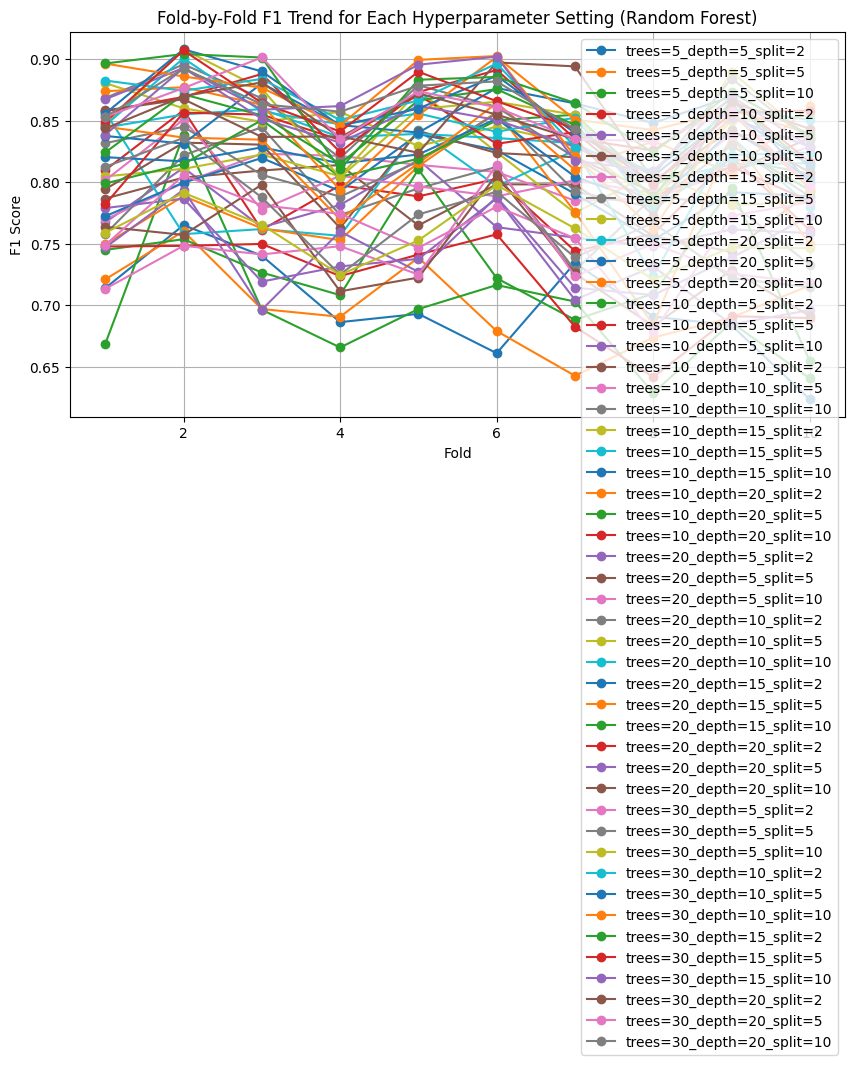 Fold-by-Fold F1 Trend for Each Hyperparameter Setting (Random Forest)
F1 Score
0.90
0.85
0.80
0.75
0.70
0.65
2
4
6
8
10
Fold
trees=5_depth=5_split=2
trees=5_depth=5_split=5
trees=5_depth=5_split=10
trees=5_depth=10_split=2
trees=5_depth=10_split=5
trees=5_depth=10_split=10
trees=5_depth=15_split=2
trees=5_depth=15_split=5
trees=5_depth=15_split=10
trees=5_depth=20_split=2
trees=5_depth=20_split=5
trees=5_depth=20_split=10
trees=10_depth=5_split=2
trees=10_depth=5_split=5
trees=10_depth=5_split=10
trees=10_depth=10_split=2
trees=10_depth=10_split=5
trees=10_depth=10_split=10
trees=10_depth=15_split=2
trees=10_depth=15_split=5
trees=10_depth=15_split=10
trees=10_depth=20_split=2
trees=10_depth=20_split=5
trees=10_depth=20_split=10
trees=20_depth=5_split=2
trees=20_depth=5_split=5
trees=20_depth=5_split=10
trees=20_depth=10_split=2
trees=20_depth=10_split=5
trees=20_depth=10_split=10
trees=20_depth=15_split=2
trees=20_depth=15_split=5
trees=20_depth=15_split=10
trees=20_depth=20_split=2
trees=20_depth=20_split=5
trees=20_depth=20_split=10
trees=30_depth=5_split=2
trees=30_depth=5_split=5
trees=30_depth=5_split=10
trees=30_depth=10_split=2
trees=30_depth=10_split=5
trees=30_depth=10_split=10
trees=30_depth=15_split=2
trees=30_depth=15_split=5
trees=30_depth=15_split=10
trees=30_depth=20_split=2
trees=30_depth=20_split=5
trees=30_depth=20_split=10